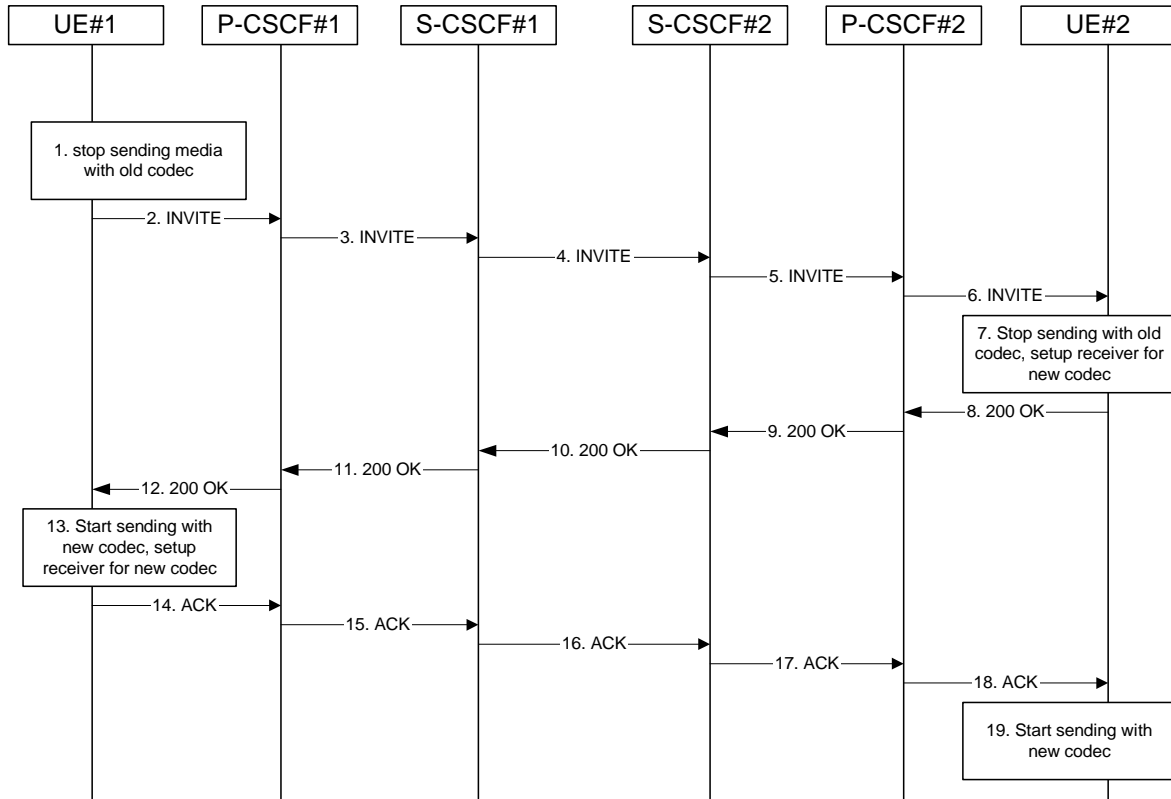 UE#1
P-CSCF#1
S-CSCF#1
S-CSCF#2
P-CSCF#2
UE#2
1. stop sending media
with old codec
2. INVITE
3. INVITE
4. INVITE
5. INVITE
6. INVITE
7. Stop sending with old
codec, setup receiver for
new codec
8. 200 OK
9. 200 OK
10. 200 OK
11. 200 OK
12. 200 OK
13. Start sending with
new codec, setup
receiver for new codec
14. ACK
15. ACK
16. ACK
17. ACK
18. ACK
19. Start sending with
new codec